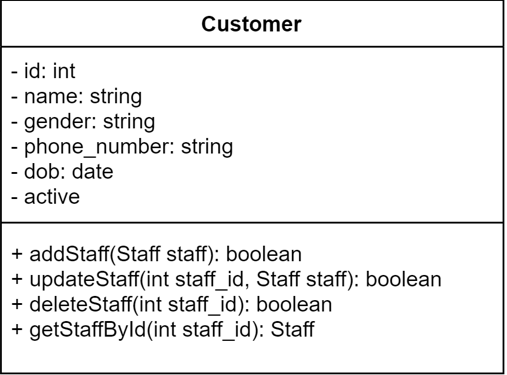 Customer
- id: int
- name: string
- gender: string
- phone_number: string
- dob: date
- active
+ addStaff(Staff staff): boolean
+ updateStaff(int staff_id, Staff staff): boolean
+ deleteStaff(int staff_id): boolean
+ getStaffById(int staff_id): Staff